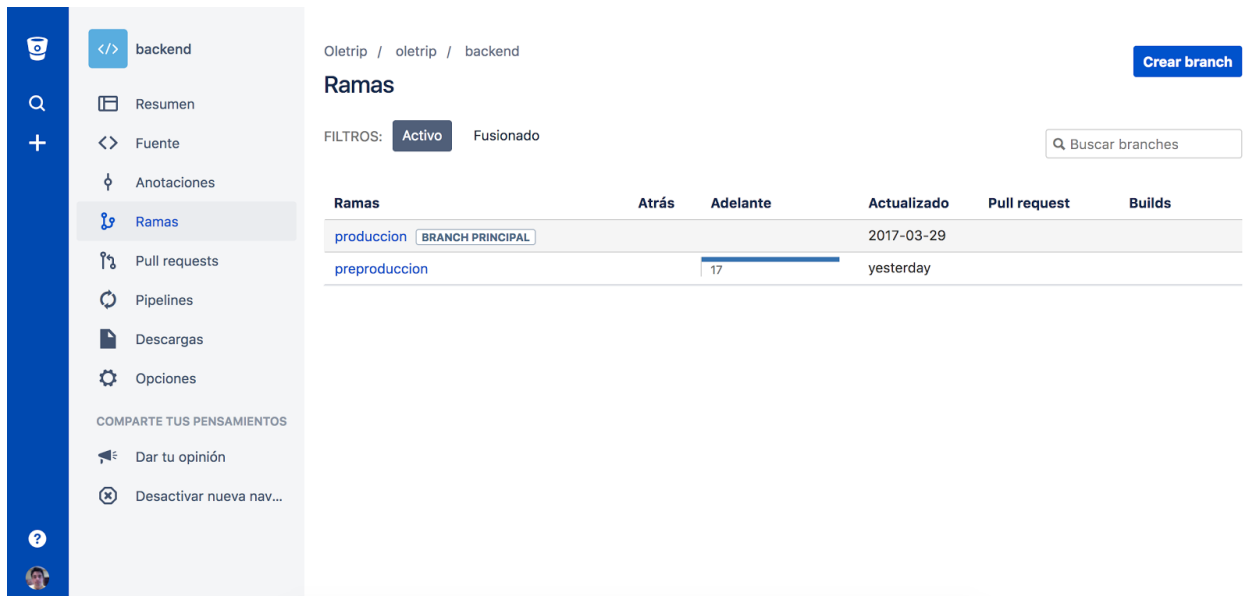 backend
Resumen
Fuente
Anotaciones
Ramas
Pull requests
Pipelines
Descargas
Opciones
COMPARTE TUS PENSAMIENTOS
Dar tu opinión
Desactivar nueva nav...
Oletrip / oletrip / backend
Crear branch
Ramas
FILTROS: Activo Fusionado
Buscar branches
Ramas Atrás Adelante Actualizado Pull request Builds
produccion BRANCH PRINCIPAL 2017-03-29
preproduccion 17 yesterday